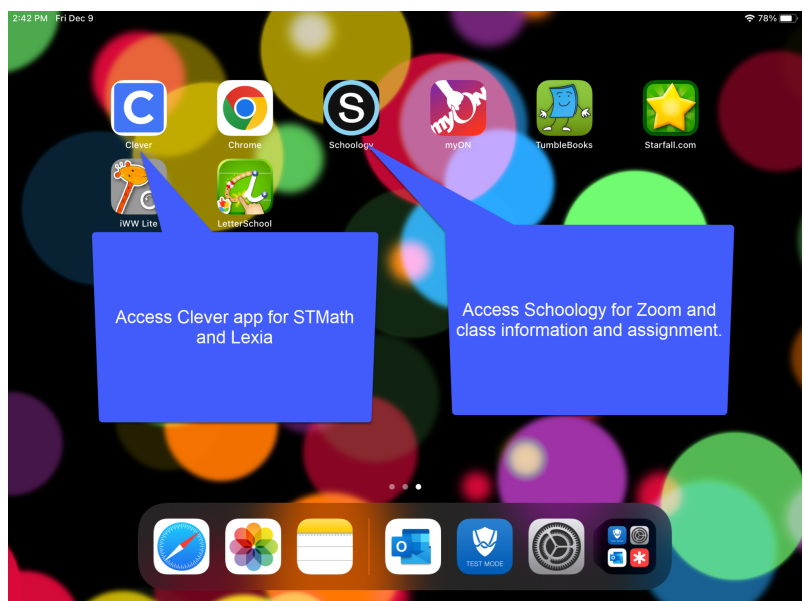 2:42 PM Fri Dec 9
78%
C
S
myON
Clever
Chrome
Schoology
myON
TumbleBooks
Starfall.com
iWW Lite
LetterSchool
Access Clever app for STMath
and Lexia
Access Schoology for Zoom and
class information and assignment.
TEST MODE